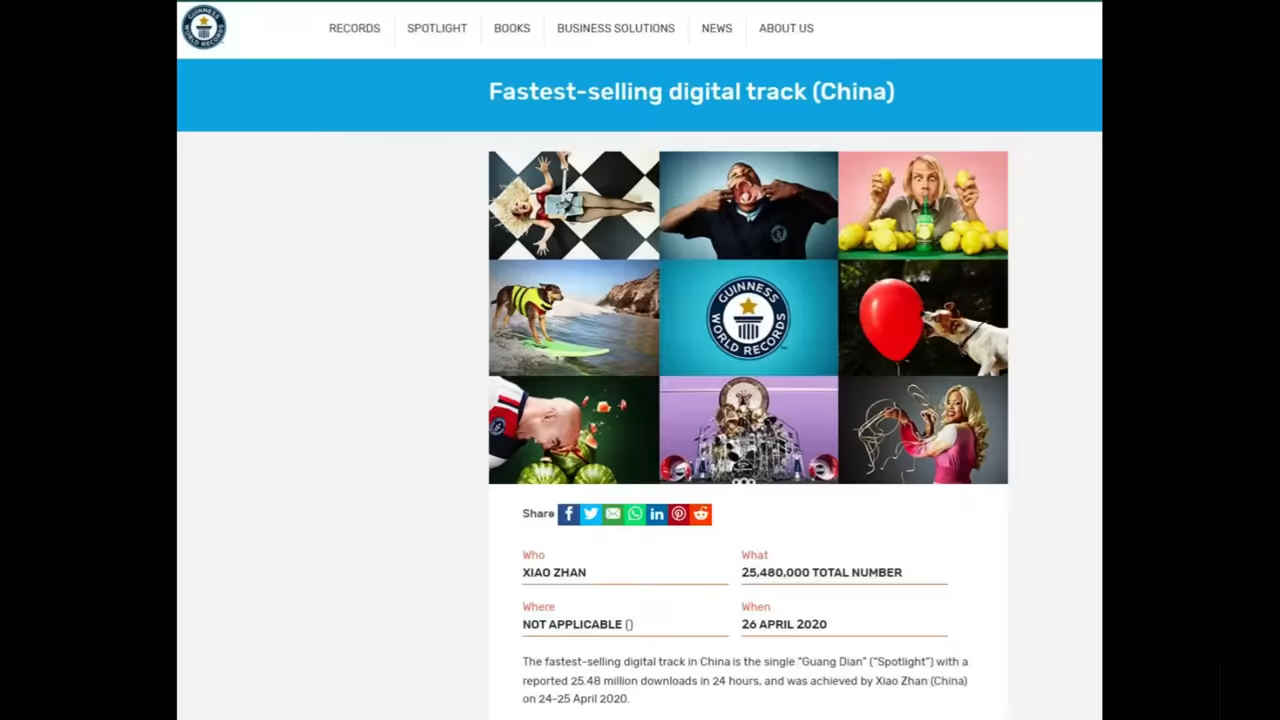 GUINNESS WORLD RECORDS
RECORDS
SPOTLIGHT
BOOKS
BUSINESS SOLUTIONS
NEWS
ABOUT US
Fastest-selling digital track (China)
GUINNESS
WORLD RECORDS
Share
Who
XIAO ZHAN
What
25,480,000 TOTAL NUMBER
Where
NOT APPLICABLE ()
When
26 APRIL 2020
The fastest-selling digital track in China is the single "Guang Dian" ("Spotlight") with a
reported 25.48 million downloads in 24 hours, and was achieved by Xiao Zhan (China)
on 24-25 April 2020.